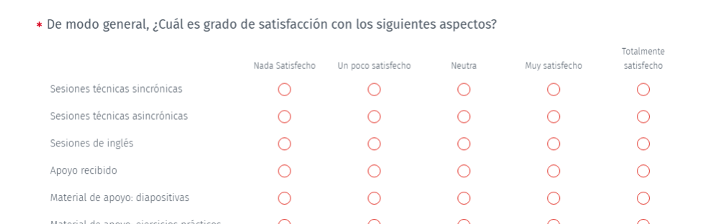 * De modo general, ¿Cuál es grado de satisfacción con los siguientes aspectos?
Nada Satisfecho Un poco satisfecho Neutra Muy satisfecho Totalmente satisfecho
Sesiones técnicas sincrónicas
Sesiones técnicas asincrónicas
Sesiones de inglés
Apoyo recibido
Material de apoyo: diapositivas
Material de apoyo: ejercicios prácticos